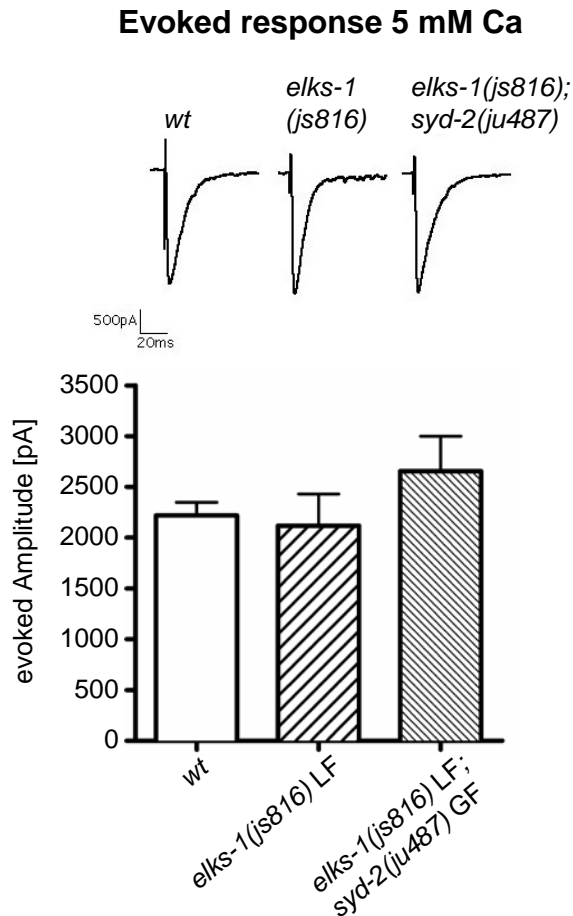 Evoked response 5 mM Ca
wt
elks-1
(js816)
elks-1(js816);
syd-2(ju487)
500pA
20ms
evoked Amplitude [pA]
3500
3000
2500
2000
1500
1000
500
0
wt
elks-1(js816) LF
elks-1(js816) LF;
syd-2(ju487) GF